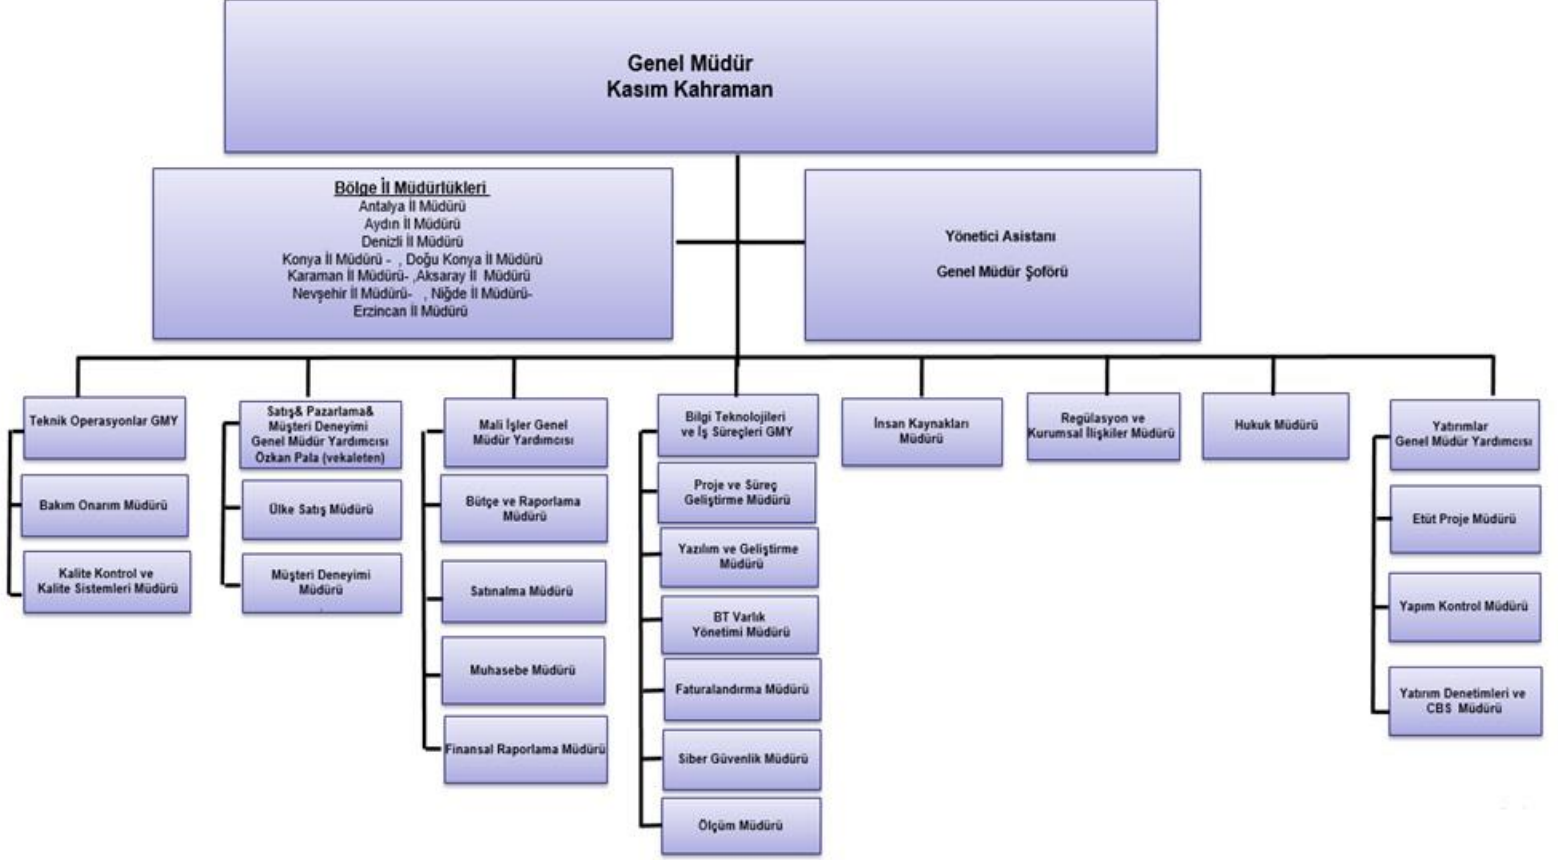 Genel Müdür
Kasım Kahraman
Bölge İl Müdürlükleri
Antalya İl Müdürü
Aydın İl Müdürü
Denizli İl Müdürü
Konya İl Müdürü - , Doğu Konya İl Müdürü
Karaman İl Müdürü- ,Aksaray İl Müdürü
Nevşehir İl Müdürü- , Niğde İl Müdürü-
Erzincan İl Müdürü
Yönetici Asistanı
Genel Müdür Şoförü
Teknik Operasyonlar GMY
Bakım Onarım Müdürü
Kalite Kontrol ve
Kalite Sistemleri Müdürü
Satış& Pazarlama&
Müşteri Deneyimi
Genel Müdür Yardımcısı
Özkan Pala (vekaleten)
Ülke Satış Müdürü
Müşteri Deneyimi
Müdürü
Mali İşler Genel
Müdür Yardımcısı
Bütçe ve Raporlama
Müdürü
Satınalma Müdürü
Muhasebe Müdürü
Finansal Raporlama Müdürü
Bilgi Teknolojileri
ve İş Süreçleri GMY
Proje ve Süreç
Geliştirme Müdürü
Yazılım ve Geliştirme
Müdürü
BT Varlık
Yönetimi Müdürü
Faturalandırma Müdürü
Siber Güvenlik Müdürü
Ölçüm Müdürü
İnsan Kaynakları
Müdürü
Regülasyon ve
Kurumsal İlişkiler Müdürü
Hukuk Müdürü
Yatırımlar
Genel Müdür Yardımcısı
Etüt Proje Müdürü
Yapım Kontrol Müdürü
Yatırım Denetimleri ve
CBS Müdürü